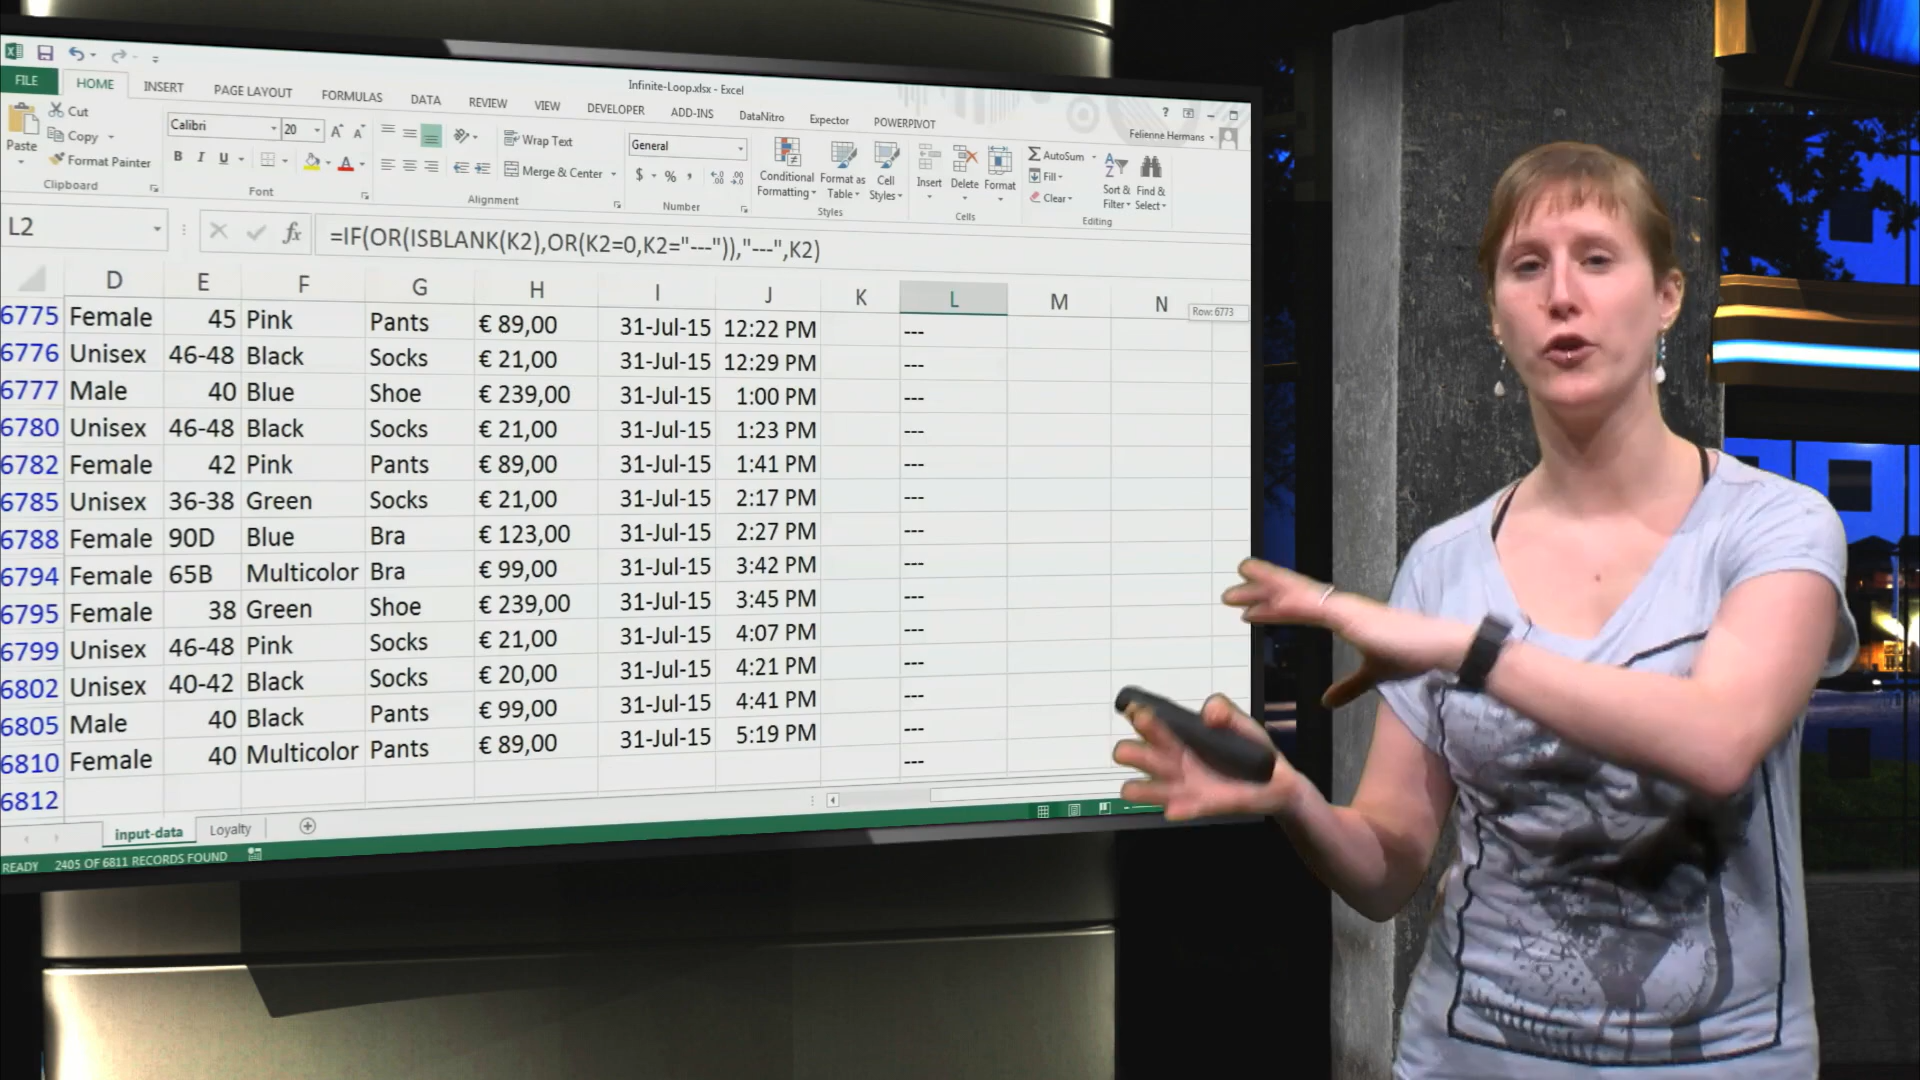 Infinite-Loop.xlsx - Excel
FILE HOME INSERT PAGE LAYOUT FORMULAS DATA REVIEW VIEW DEVELOPER ADD-INS DataNitro Expector POWERPIVOT
Felienne Hermans
Paste Cut Copy Format Painter
Clipboard
Calibri 20
B I U
Font
Wrap Text
Merge & Center
Alignment
General
$ % ,
Number
Conditional Formatting
Format as Table
Cell Styles
Styles
Insert Delete Format
Cells
AutoSum
Fill
Clear
Sort & Filter
Find & Select
Editing
L2 fx =IF(OR(ISBLANK(K2),OR(K2=0,K2="---")),"---",K2)
D E F G H I J K L M N
Row: 6773
6775 Female 45 Pink Pants € 89,00 31-Jul-15 12:22 PM ---
6776 Unisex 46-48 Black Socks € 21,00 31-Jul-15 12:29 PM ---
6777 Male 40 Blue Shoe € 239,00 31-Jul-15 1:00 PM ---
6780 Unisex 46-48 Black Socks € 21,00 31-Jul-15 1:23 PM ---
6782 Female 42 Pink Pants € 89,00 31-Jul-15 1:41 PM ---
6785 Unisex 36-38 Green Socks € 21,00 31-Jul-15 2:17 PM ---
6788 Female 90D Blue Bra € 123,00 31-Jul-15 2:27 PM ---
6794 Female 65B Multicolor Bra € 99,00 31-Jul-15 3:42 PM ---
6795 Female 38 Green Shoe € 239,00 31-Jul-15 3:45 PM ---
6799 Unisex 46-48 Pink Socks € 21,00 31-Jul-15 4:07 PM ---
6802 Unisex 40-42 Black Socks € 20,00 31-Jul-15 4:21 PM ---
6805 Male 40 Black Pants € 99,00 31-Jul-15 4:41 PM ---
6810 Female 40 Multicolor Pants € 89,00 31-Jul-15 5:19 PM ---
6812 ---
input-data Loyalty
READY 2405 OF 6811 RECORDS FOUND